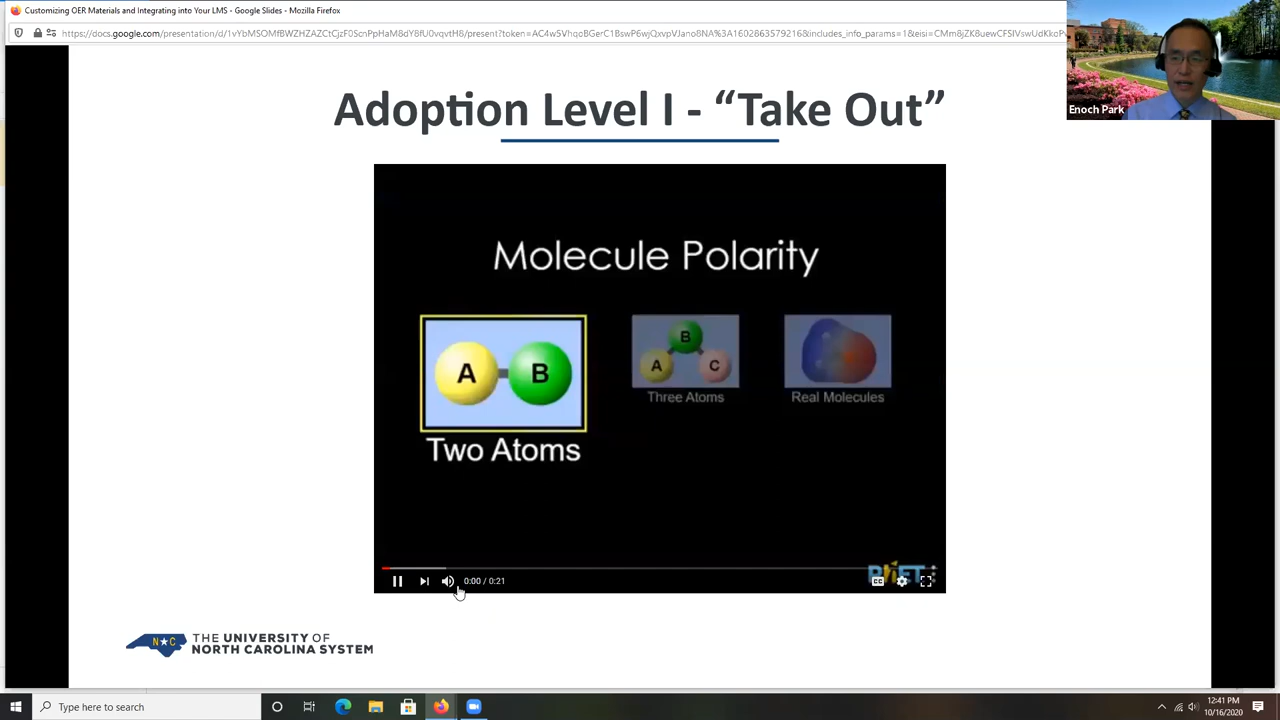 Customizing OER Materials and Integrating into Your LMS - Google Slides - Mozilla Firefox
Enoch Park
Adoption Level I - “Take Out”
Molecule Polarity
A
B
Two Atoms
B
A
C
Three Atoms
Real Molecules
0:00 / 0:21
PhET
CC
N★C
THE UNIVERSITY OF
NORTH CAROLINA SYSTEM
Type here to search
12:41 PM
10/16/2020